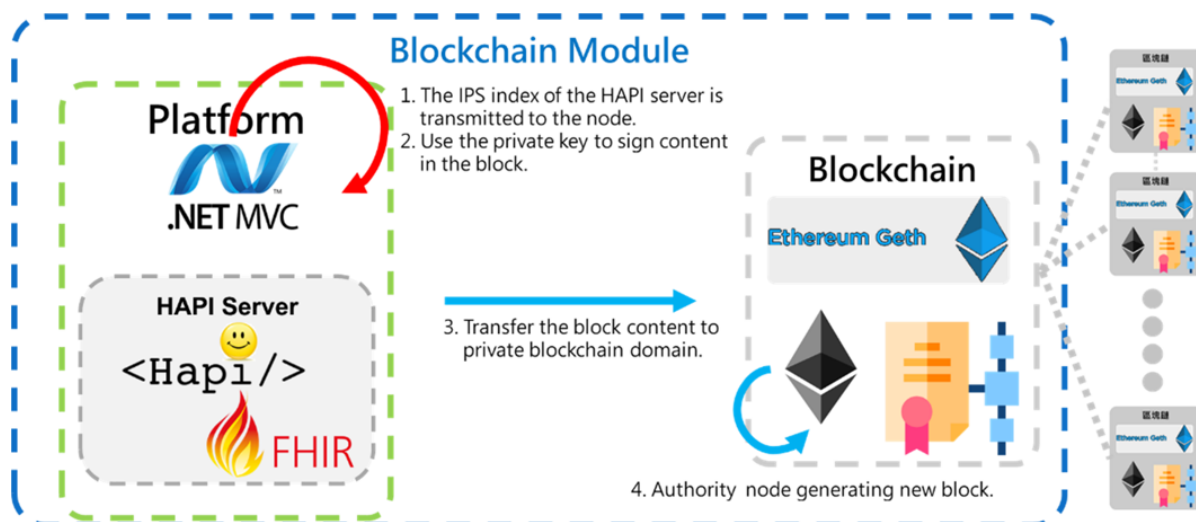 Blockchain Module
Platform
.NET MVC
TM
HAPI Server
<Hapi/>
FHIR
1. The IPS index of the HAPI server is
transmitted to the node.
2. Use the private key to sign content
in the block.
3. Transfer the block content to
private blockchain domain.
Blockchain
Ethereum Geth
4. Authority node generating new block.
區塊鏈
Ethereum Geth
區塊鏈
Ethereum Geth
區塊鏈
Ethereum Geth